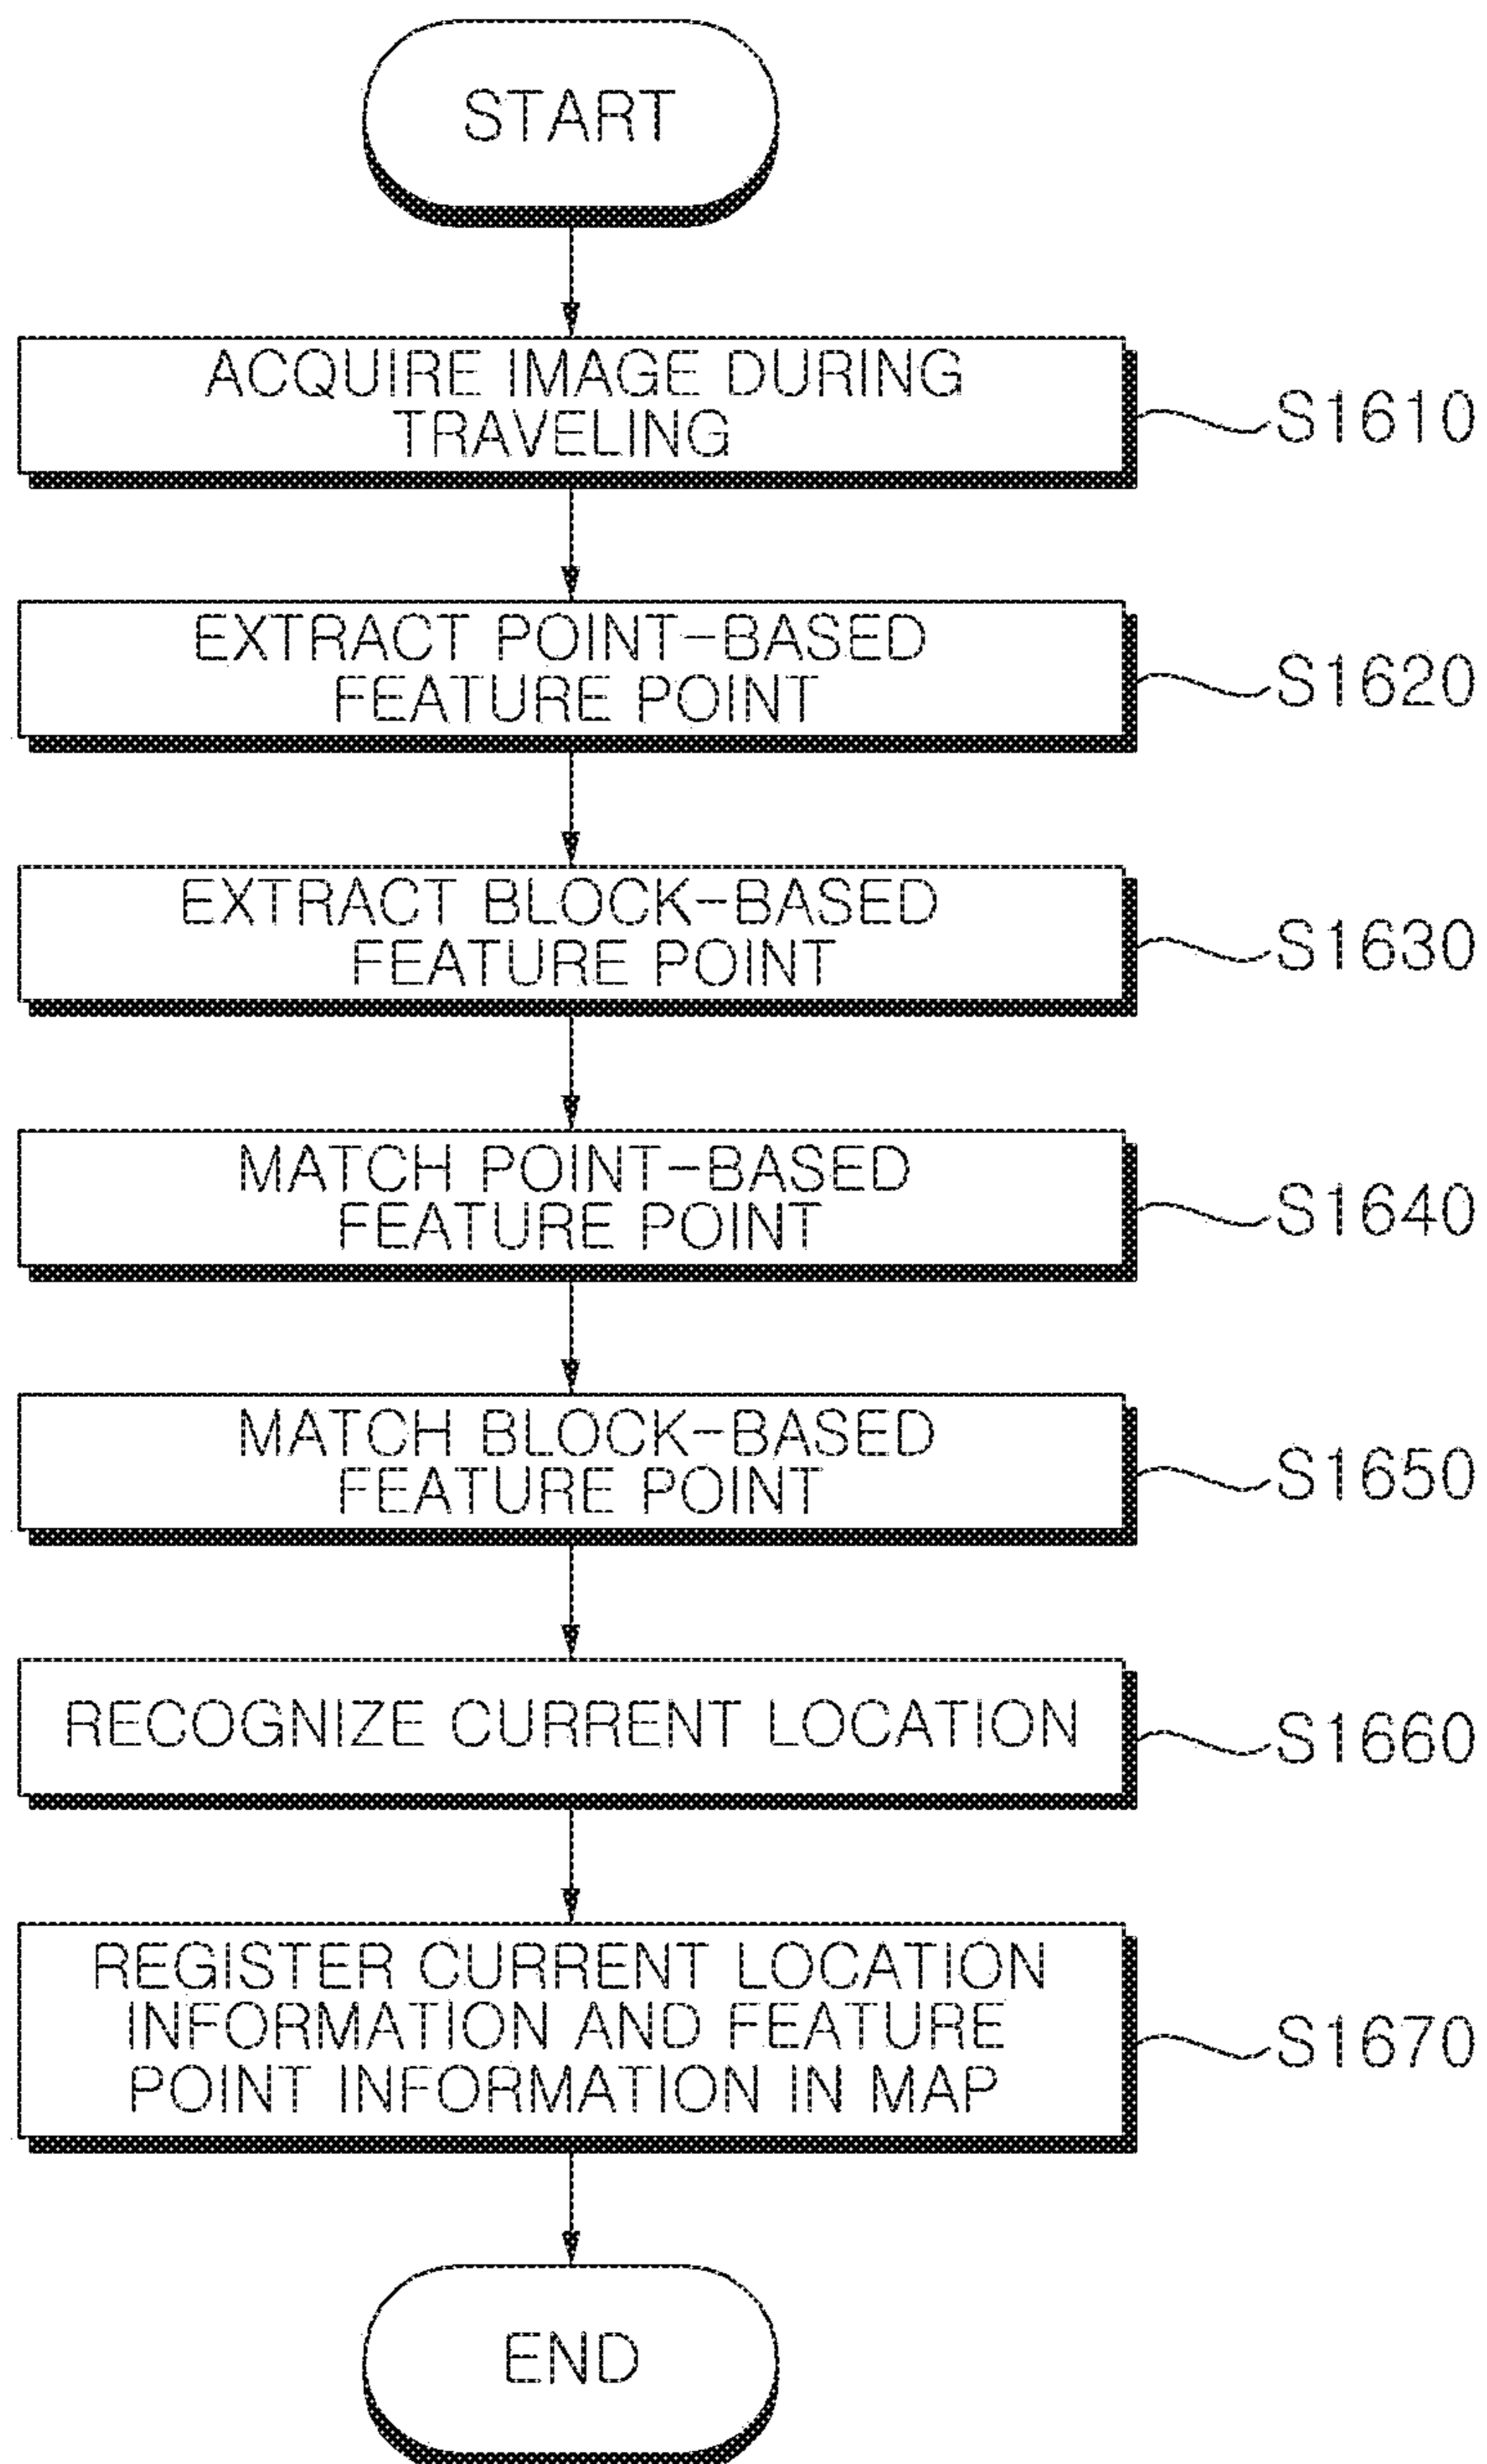 START
ACQUIRE IMAGE DURING
TRAVELING
S1610
EXTRACT POINT-BASED
FEATURE POINT
S1620
EXTRACT BLOCK-BASED
FEATURE POINT
S1630
MATCH POINT-BASED
FEATURE POINT
S1640
MATCH BLOCK-BASED
FEATURE POINT
S1650
RECOGNIZE CURRENT LOCATION
S1660
REGISTER CURRENT LOCATION
INFORMATION AND FEATURE
POINT INFORMATION IN MAP
S1670
END